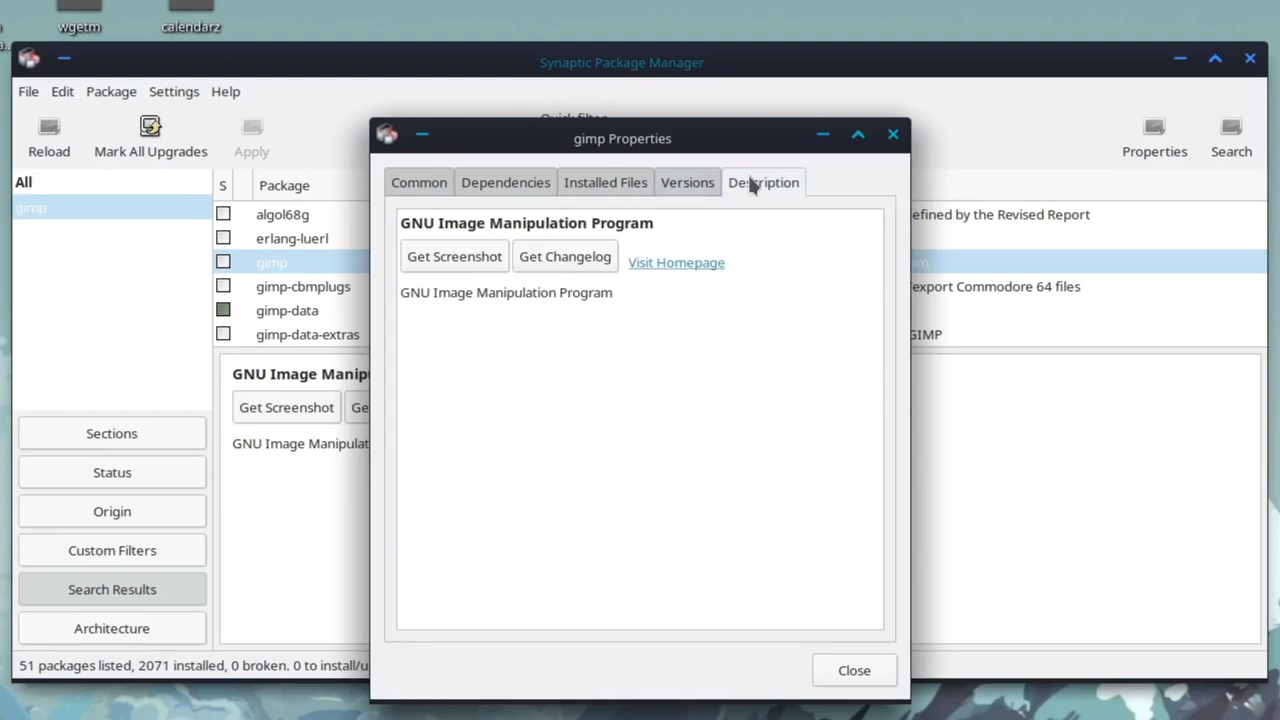 wgetm calendarz
Synaptic Package Manager
File Edit Package Settings Help
Reload Mark All Upgrades Apply Properties Search
gimp Properties
Common Dependencies Installed Files Versions Description
GNU Image Manipulation Program
Get Screenshot Get Changelog Visit Homepage
GNU Image Manipulation Program
Close
All
gimp
S Package
algol68g efined by the Revised Report
erlang-luerl
gimp
gimp-cbmplugs export Commodore 64 files
gimp-data
gimp-data-extras GIMP
GNU Image Manip
Get Screenshot Ge
GNU Image Manipulat
Sections
Status
Origin
Custom Filters
Search Results
Architecture
51 packages listed, 2071 installed, 0 broken. 0 to install/u